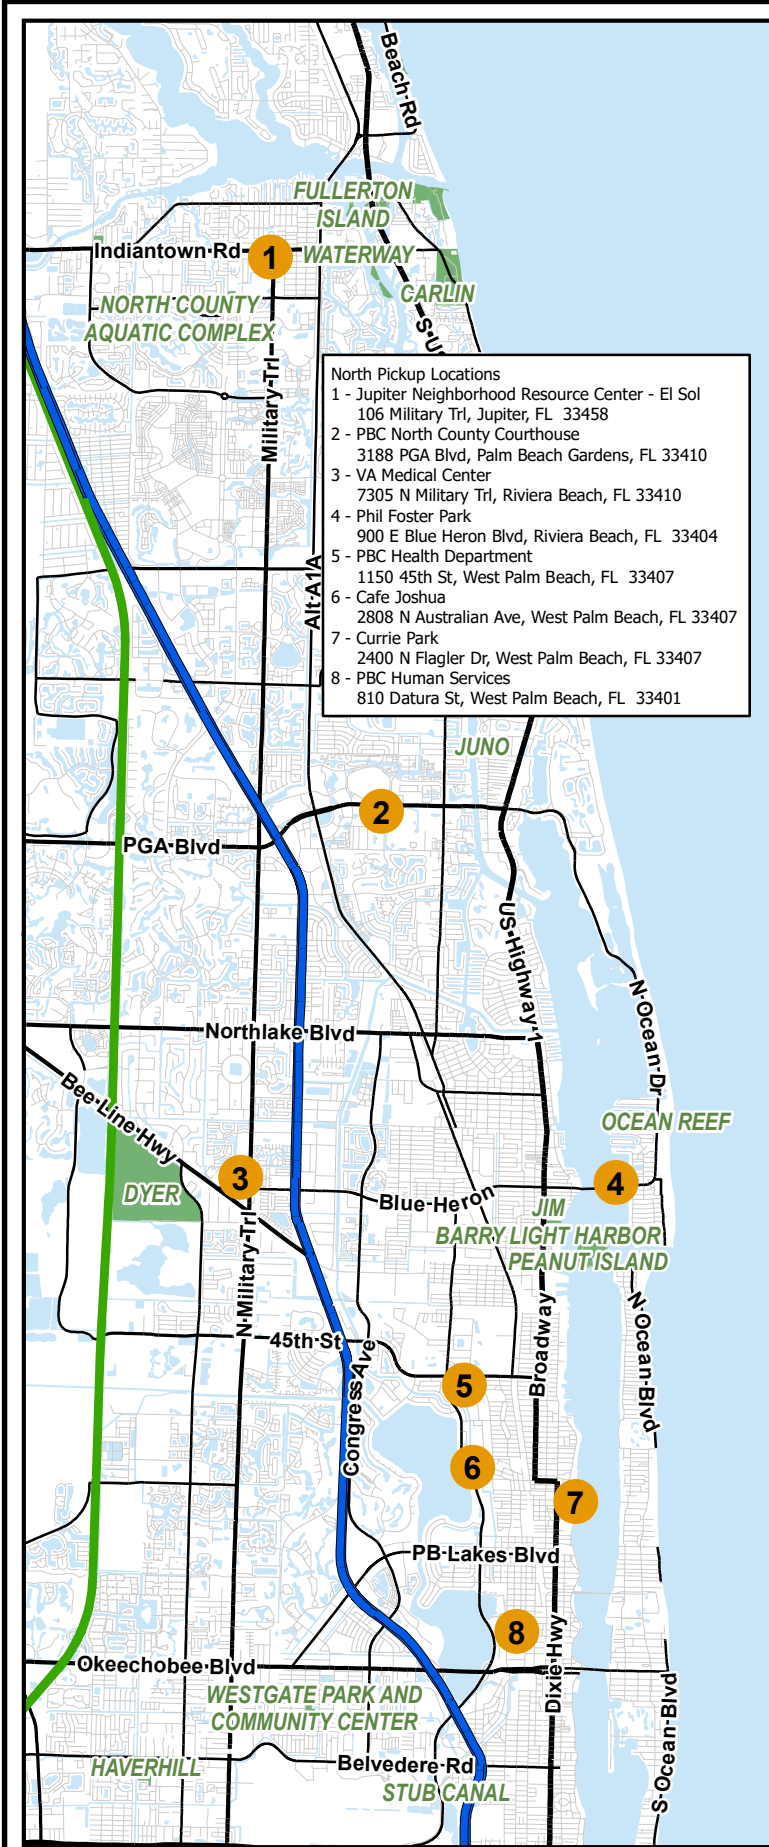 Beach Rd
FULLERTON
ISLAND
Indiantown Rd
1
WATERWAY
CARLIN
NORTH COUNTY
AQUATIC COMPLEX
S US
Military Trl
North Pickup Locations
1 - Jupiter Neighborhood Resource Center - El Sol
106 Military Trl, Jupiter, FL 33458
2 - PBC North County Courthouse
3188 PGA Blvd, Palm Beach Gardens, FL 33410
3 - VA Medical Center
7305 N Military Trl, Riviera Beach, FL 33410
4 - Phil Foster Park
900 E Blue Heron Blvd, Riviera Beach, FL 33404
5 - PBC Health Department
1150 45th St, West Palm Beach, FL 33407
6 - Cafe Joshua
2808 N Australian Ave, West Palm Beach, FL 33407
7 - Currie Park
2400 N Flagler Dr, West Palm Beach, FL 33407
8 - PBC Human Services
810 Datura St, West Palm Beach, FL 33401
Alt A1A
JUNO
2
PGA Blvd
US Highway 1
N Ocean Dr
Northlake Blvd
Bee Line Hwy
OCEAN REEF
3
DYER
Blue Heron
4
JIM
BARRY LIGHT HARBOR
PEANUT ISLAND
N Military Trl
45th St
Congress Ave
Broadway
N Ocean Blvd
5
6
7
PB Lakes Blvd
8
Okeechobee Blvd
Dixie Hwy
WESTGATE PARK AND
COMMUNITY CENTER
S Ocean Blvd
HAVERHILL
Belvedere Rd
STUB CANAL